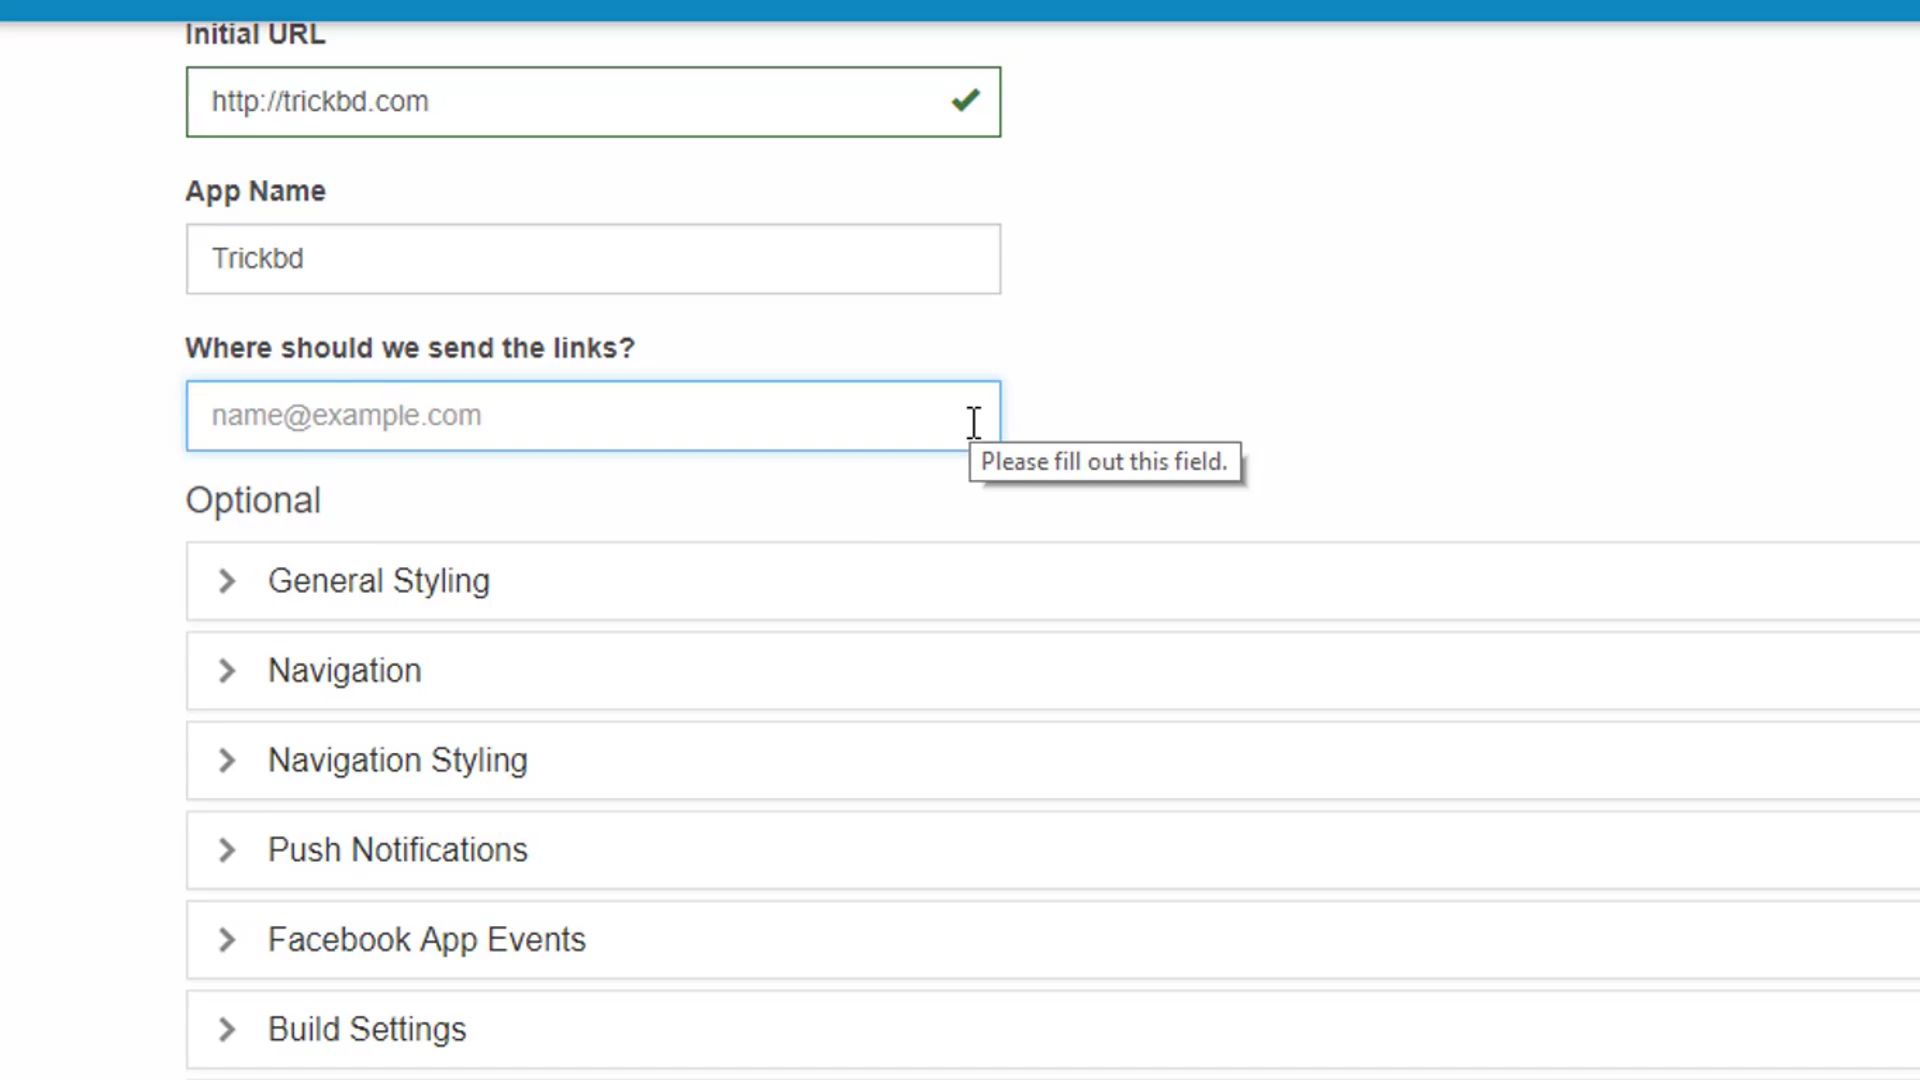 Initial URL
http://trickbd.com
App Name
Trickbd
Where should we send the links?
name@example.com
Please fill out this field.
Optional
General Styling
Navigation
Navigation Styling
Push Notifications
Facebook App Events
Build Settings